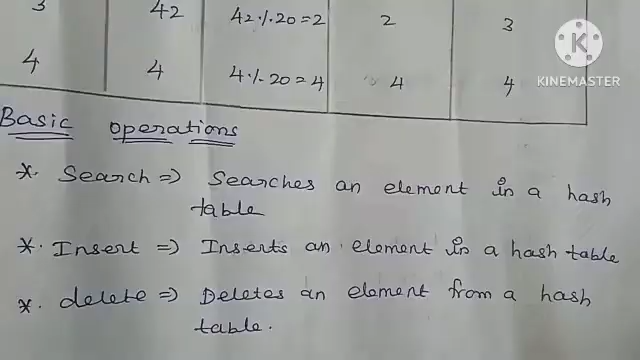 3 42 42 % 20 = 2 2 3
4 4 4 % 20 = 4 4 4
KINEMASTER
Basic operations
*. Search => Searches an element in a hash
table
*. Insert => Inserts an element in a hash table
*. delete => Deletes an element from a hash
table.